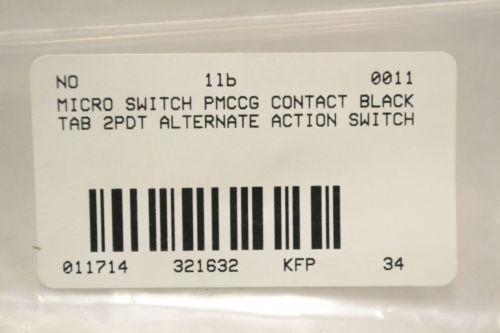 NO 1lb 0011
MICRO SWITCH PMCCG CONTACT BLACK
TAB 2PDT ALTERNATE ACTION SWITCH
011714 321632 KFP 34